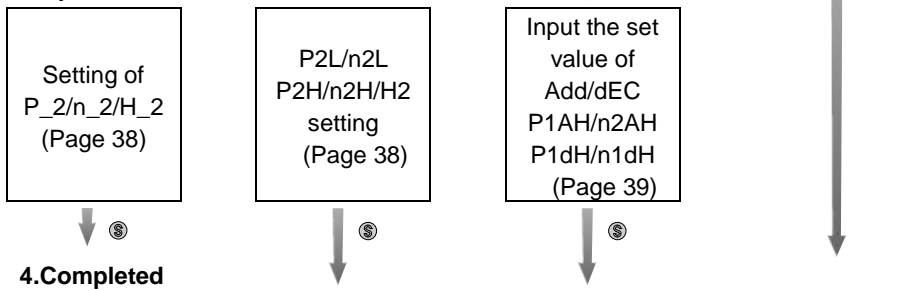 Setting of
P_2/n_2/H_2
(Page 38)
P2L/n2L
P2H/n2H/H2
setting
(Page 38)
Input the set
value of
Add/dEC
P1AH/n2AH
P1dH/n1dH
(Page 39)
Ⓢ
Ⓢ
Ⓢ
4.Completed